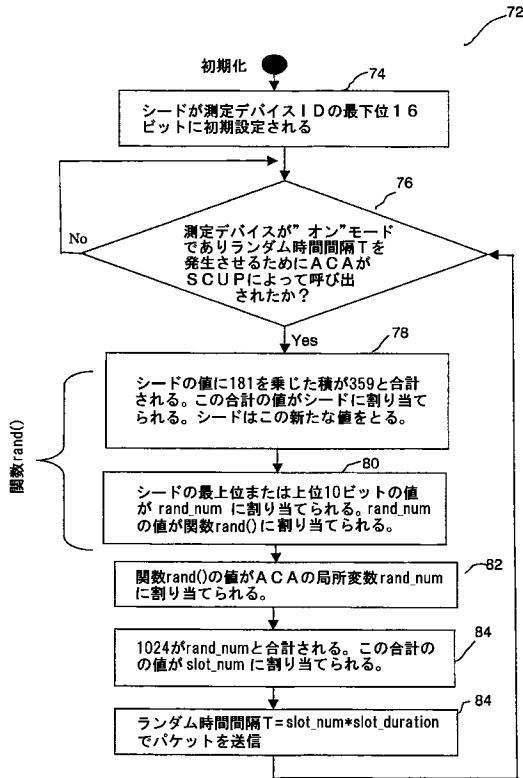 72
初期化
74
シードが測定デバイスＩＤの最下位１６
ビットに初期設定される
76
測定デバイスが”オン”モード
でありランダム時間間隔Ｔを
発生させるためにＡＣＡが
ＳＣＵＰによって呼び出
されたか？
No
Yes
78
シードの値に181を乗じた積が359と合計
される。この合計の値がシードに割り当て
られる。シードはこの新たな値をとる。
関数rand()
80
シードの最上位または上位10ビットの値
が rand_num に割り当てられる。rand_num
の値が関数rand()に割り当てられる。
82
関数rand()の値がＡＣＡの局所変数rand_num
に割り当てられる。
84
1024がrand_numと合計される。この合計の
の値が slot_num に割り当てられる。
84
ランダム時間間隔Ｔ＝slot_num*slot_duration
でパケットを送信